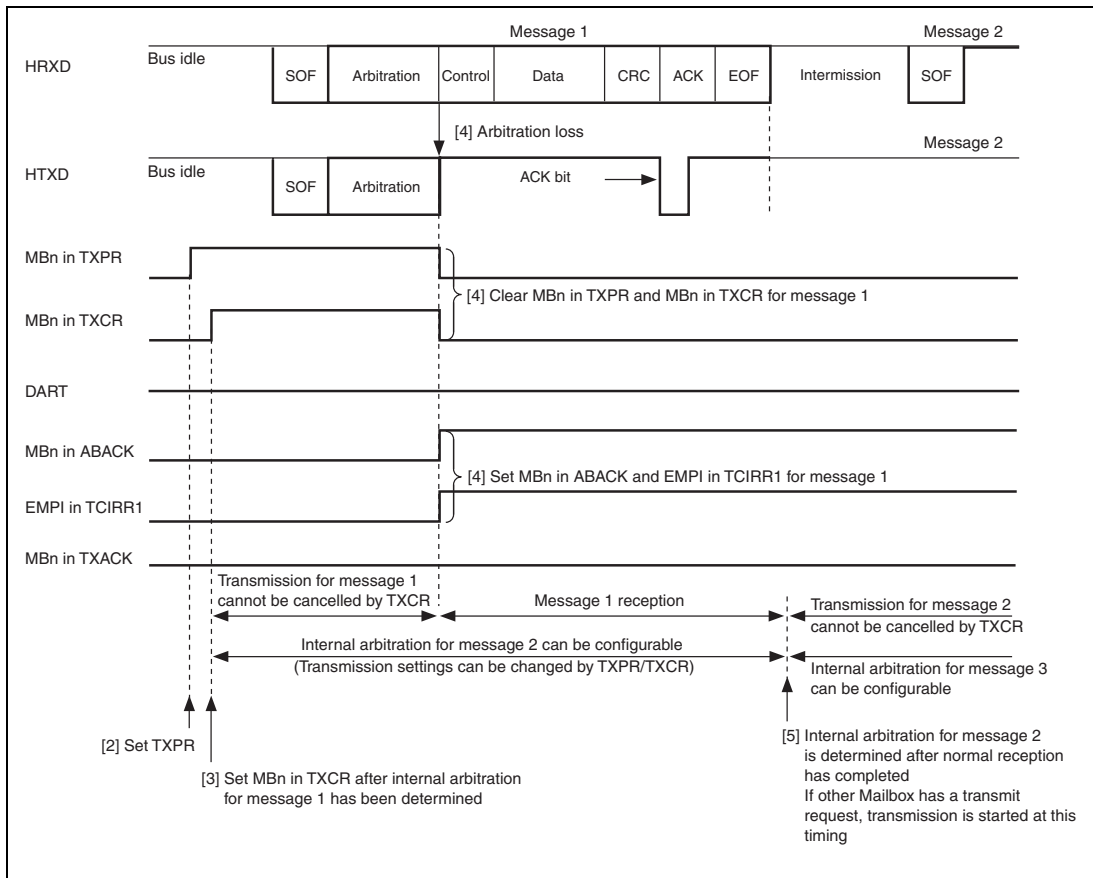 Message 1
Message 2
HRXD
Bus idle
SOF
Arbitration
Control
Data
CRC
ACK
EOF
Intermission
SOF
[4] Arbitration loss
Message 2
HTXD
Bus idle
SOF
Arbitration
ACK bit
MBn in TXPR
[4] Clear MBn in TXPR and MBn in TXCR for message 1
MBn in TXCR
DART
MBn in ABACK
[4] Set MBn in ABACK and EMPI in TCIRR1 for message 1
EMPI in TCIRR1
MBn in TXACK
Transmission for message 1
cannot be cancelled by TXCR
Message 1 reception
Transmission for message 2
cannot be cancelled by TXCR
Internal arbitration for message 2 can be configurable
(Transmission settings can be changed by TXPR/TXCR)
Internal arbitration for message 3
can be configurable
[2] Set TXPR
[3] Set MBn in TXCR after internal arbitration
for message 1 has been determined
[5] Internal arbitration for message 2
is determined after normal reception
has completed
If other Mailbox has a transmit
request, transmission is started at this
timing